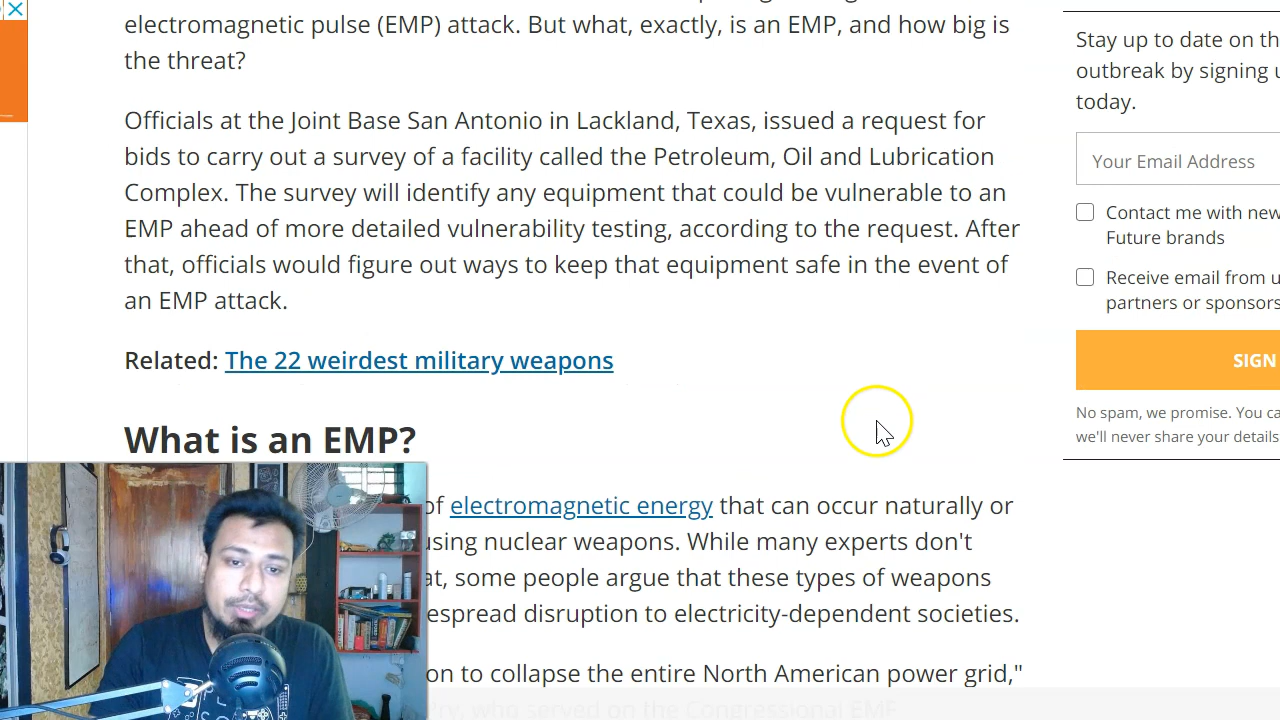 electromagnetic pulse (EMP) attack. But what, exactly, is an EMP, and how big is
the threat?
Officials at the Joint Base San Antonio in Lackland, Texas, issued a request for
bids to carry out a survey of a facility called the Petroleum, Oil and Lubrication
Complex. The survey will identify any equipment that could be vulnerable to an
EMP ahead of more detailed vulnerability testing, according to the request. After
that, officials would figure out ways to keep that equipment safe in the event of
an EMP attack.
Related: The 22 weirdest military weapons
What is an EMP?
of electromagnetic energy that can occur naturally or
using nuclear weapons. While many experts don't
some people argue that these types of weapons
disruption to electricity-dependent societies.
to collapse the entire North American power grid,"
who served on the Congressional EMP
Stay up to date on
outbreak by signing
today.
Your Email Address
Contact me with
Future brands
Receive email from
partners or sponsors
SIGN
No spam, we promise. You
we'll never share your details